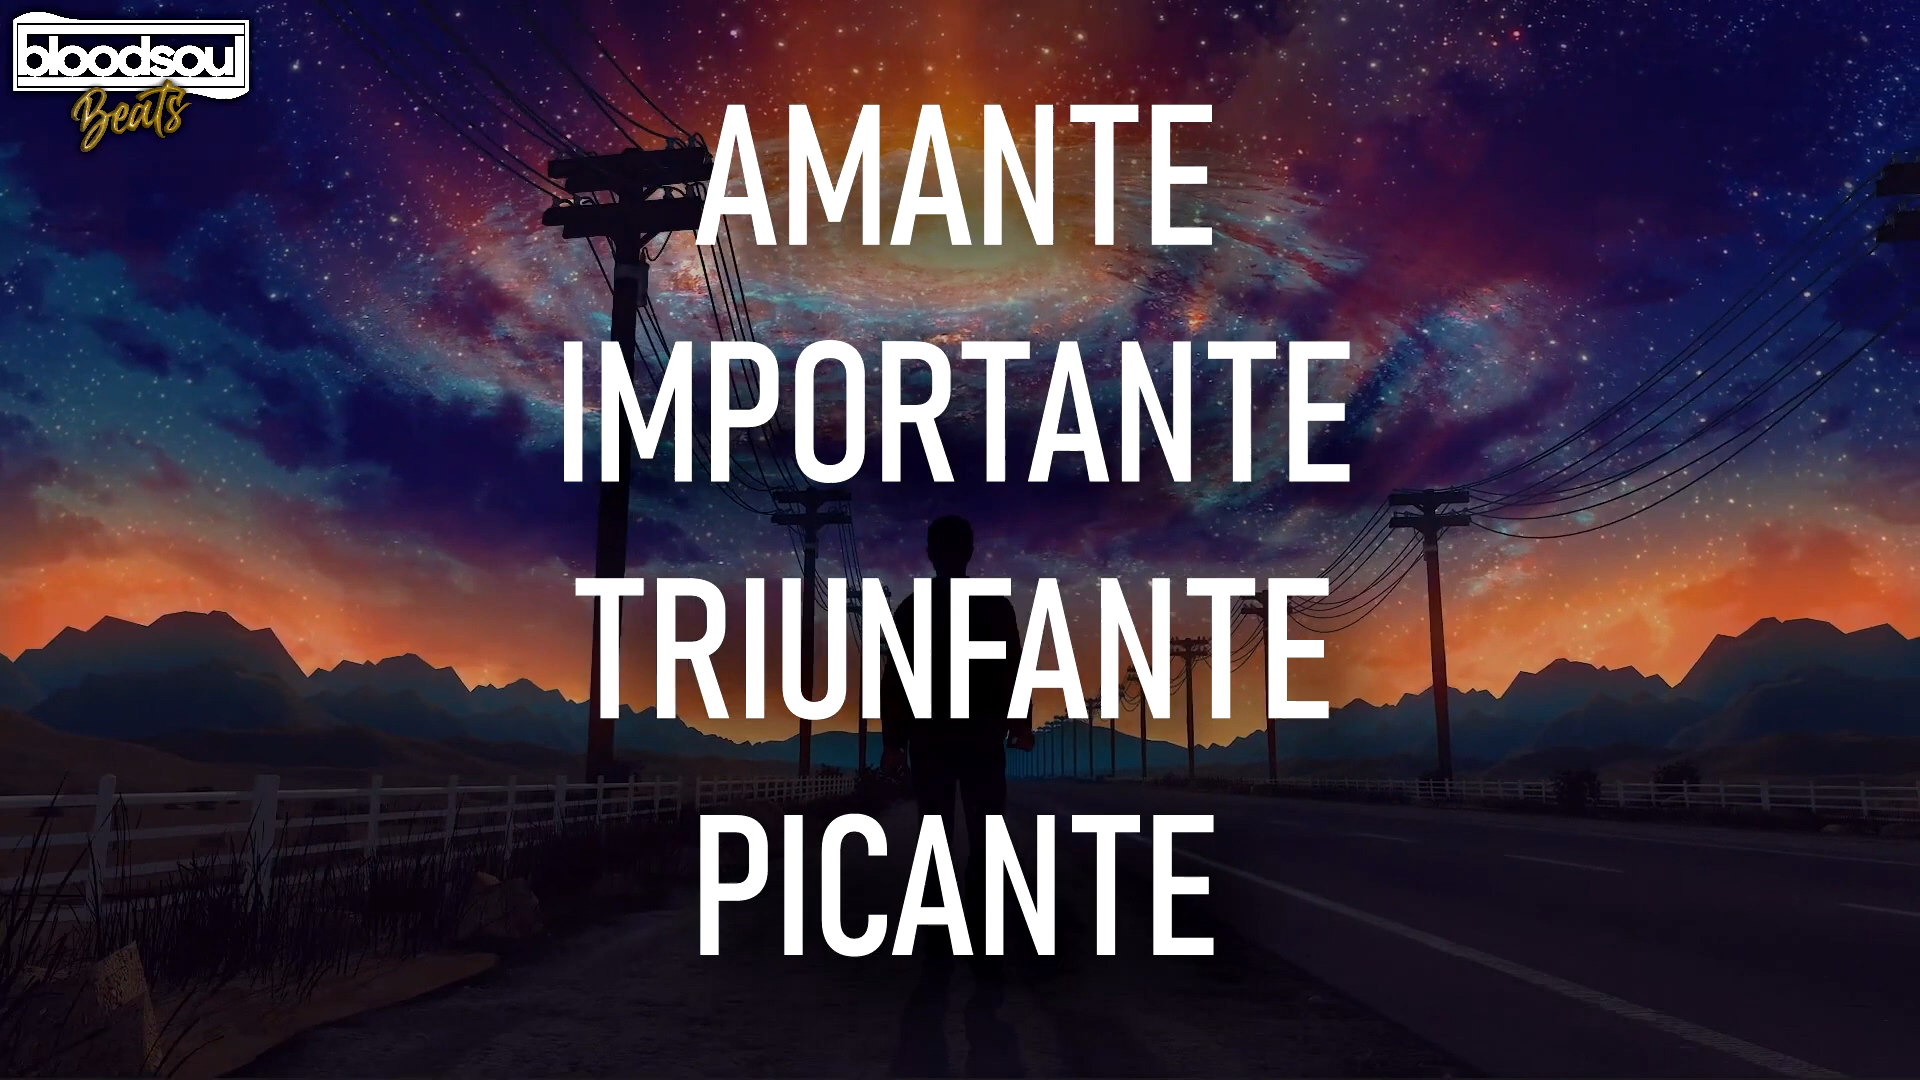 bloodsoul
Beats
AMANTE
IMPORTANTE
TRIUNFANTE
PICANTE